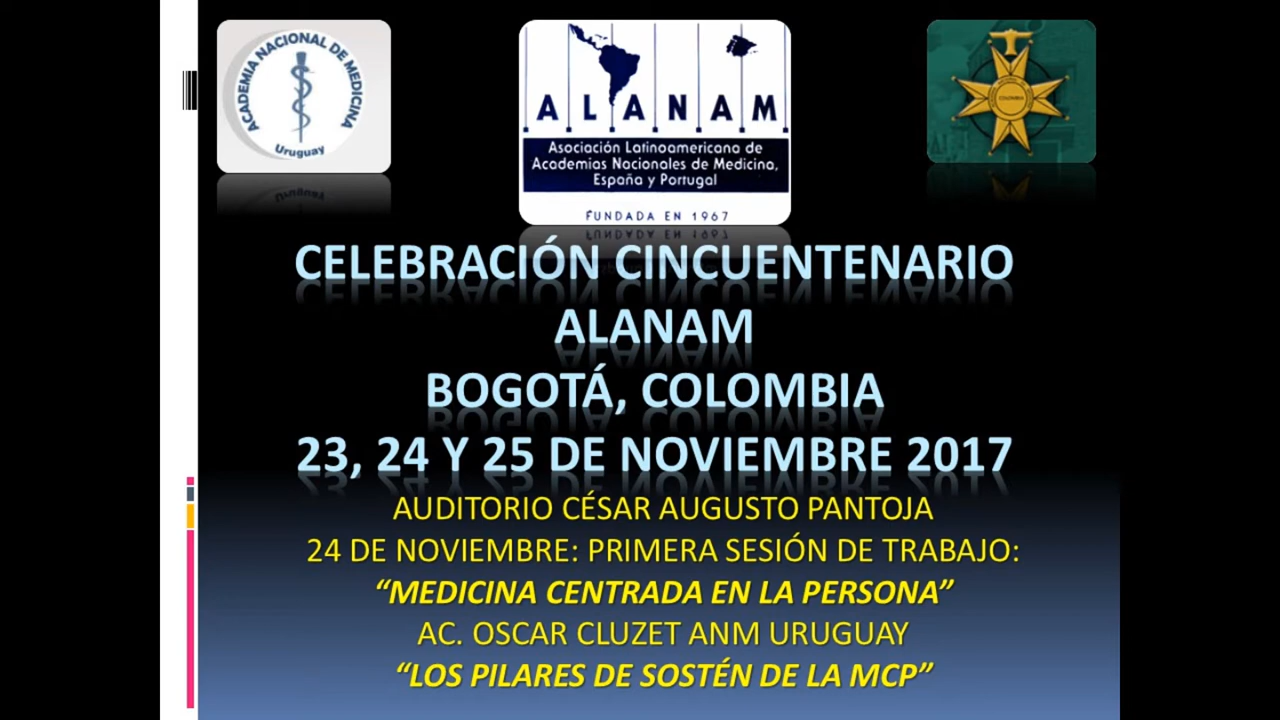 ACADEMIA NACIONAL DE MEDICINA
Uruguay
ALANAM
Asociación Latinoamericana de
Academias Nacionales de Medicina,
España y Portugal
FUNDADA EN 1967
COLOMBIA
CELEBRACIÓN CINCUENTENARIO
ALANAM
BOGOTÁ, COLOMBIA
23, 24 Y 25 DE NOVIEMBRE 2017
AUDITORIO CÉSAR AUGUSTO PANTOJA
24 DE NOVIEMBRE: PRIMERA SESIÓN DE TRABAJO:
“MEDICINA CENTRADA EN LA PERSONA”
AC. OSCAR CLUZET ANM URUGUAY
“LOS PILARES DE SOSTÉN DE LA MCP”